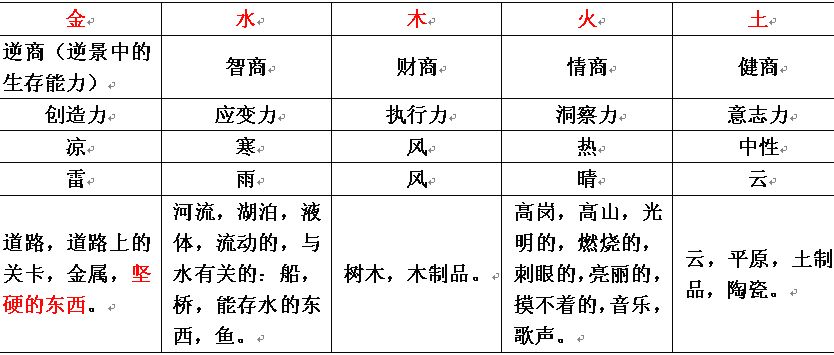 金 水 木 火 土
逆商（逆景中的
生存能力） 智商 财商 情商 健商
创造力 应变力 执行力 洞察力 意志力
凉 寒 风 热 中性
雷 雨 风 晴 云
道路，道路上的
关卡，金属，坚
硬的东西。
河流，湖泊，液
体，流动的，与
水有关的：船，
桥，能存水的东
西，鱼。
树木，木制品。
高岗，高山，光
明的，燃烧的，
刺眼的，亮丽的，
摸不着的，音乐，
歌声。
云，平原，土制
品，陶瓷。